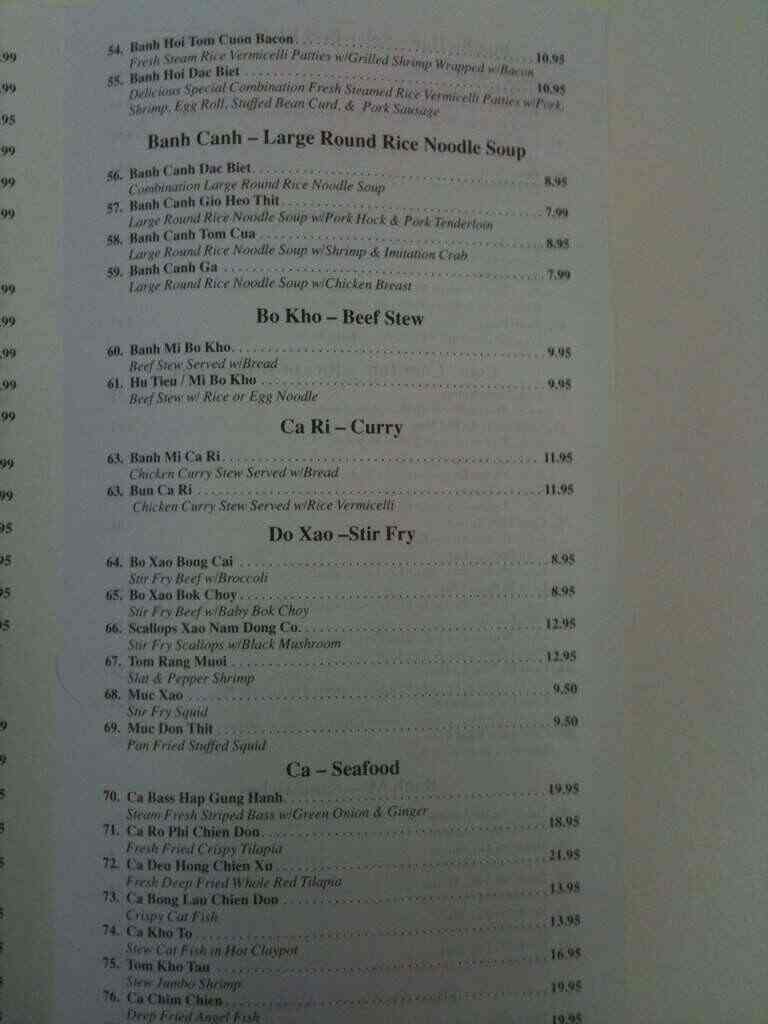 54. Banh Hoi Tom Cuon Bacon 10.95
Fresh Steam Rice Vermicelli Patties w/Grilled Shrimp Wrapped w/Bacon
55. Banh Hoi Dac Biet 10.95
Delicious Special Combination Fresh Steamed Rice Vermicelli Patties w/Pork,
Shrimp, Egg Roll, Stuffed Bean Curd, & Pork Sausage
Banh Canh – Large Round Rice Noodle Soup
56. Banh Canh Dac Biet 8.95
Combination Large Round Rice Noodle Soup
57. Banh Canh Gio Heo Thit 7.99
Large Round Rice Noodle Soup w/Pork Hock & Pork Tenderloin
58. Banh Canh Tom Cua 8.95
Large Round Rice Noodle Soup w/Shrimp & Imitation Crab
59. Banh Canh Ga 7.99
Large Round Rice Noodle Soup w/Chicken Breast
Bo Kho – Beef Stew
60. Banh Mi Bo Kho 9.95
Beef Stew Served w/Bread
61. Hu Tieu / Mi Bo Kho 9.95
Beef Stew w/ Rice or Egg Noodle
Ca Ri – Curry
63. Banh Mi Ca Ri 11.95
Chicken Curry Stew Served w/Bread
63. Bun Ca Ri 11.95
Chicken Curry Stew Served w/Rice Vermicelli
Do Xao –Stir Fry
64. Bo Xao Bong Cai 8.95
Stir Fry Beef w/Broccoli
65. Bo Xao Bok Choy 8.95
Stir Fry Beef w/Baby Bok Choy
66. Scallops Xao Nam Dong Co. 12.95
Stir Fry Scallops w/Black Mushroom
67. Tom Rang Muoi 12.95
Slat & Pepper Shrimp
68. Muc Xao 9.50
Stir Fry Squid
69. Muc Don Thit 9.50
Pan Fried Stuffed Squid
Ca – Seafood
70. Ca Bass Hap Gung Hanh 19.95
Steam Fresh Striped Bass w/Green Onion & Ginger
71. Ca Ro Phi Chien Don 18.95
Fresh Fried Crispy Tilapia
72. Ca Deu Hong Chien Xu 21.95
Fresh Deep Fried Whole Red Tilapia
73. Ca Bong Lau Chien Don 13.95
Crispy Cat Fish
74. Ca Kho To 13.95
Stew Cat Fish in Hot Claypot
75. Tom Kho Tau 16.95
Stew Jumbo Shrimp
76. Ca Chim Chien 19.95
Deep Fried Angel Fish
19.95